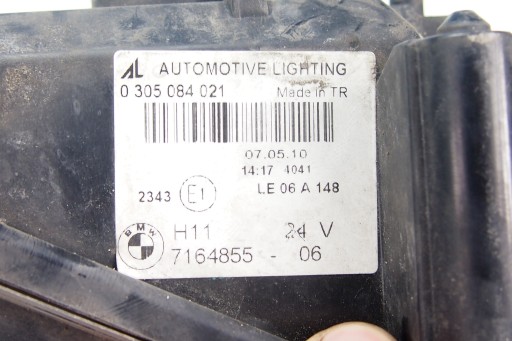 AL AUTOMOTIVE LIGHTING
0 305 084 021 Made in TR
07.05.10
14:17 4041
2343 E1 LE 06 A 148
BMW H11 24 V
7164855 - 06